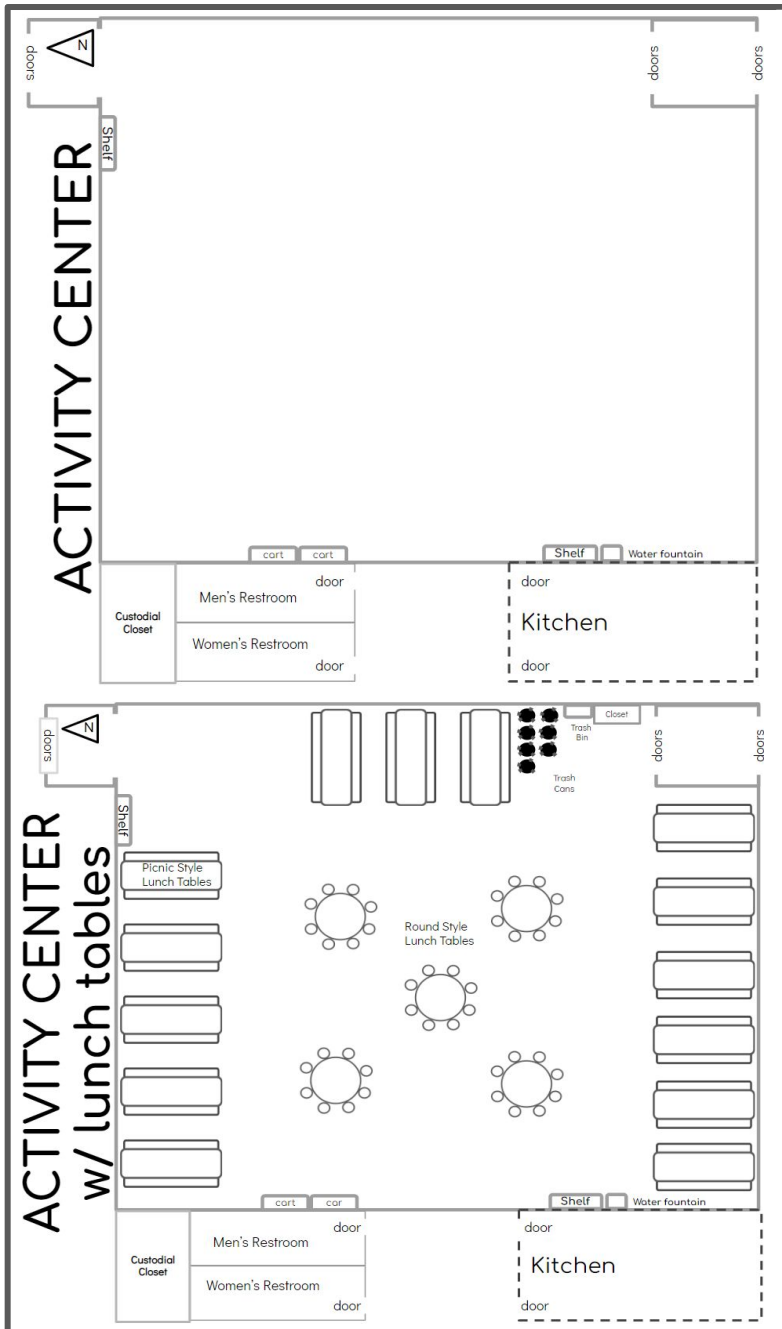 doors
N
doors
doors
Shelf
ACTIVITY CENTER
cart
cart
Shelf
Water fountain
door
door
Men's Restroom
Custodial
Closet
Kitchen
Women's Restroom
door
door
doors
N
Closet
Trash
Bin
doors
doors
Trash
Cans
Shelf
Picnic Style
Lunch Tables
Round Style
Lunch Tables
ACTIVITY CENTER
w/ lunch tables
cart
car
Shelf
Water fountain
door
door
Men's Restroom
Custodial
Closet
Kitchen
Women's Restroom
door
door